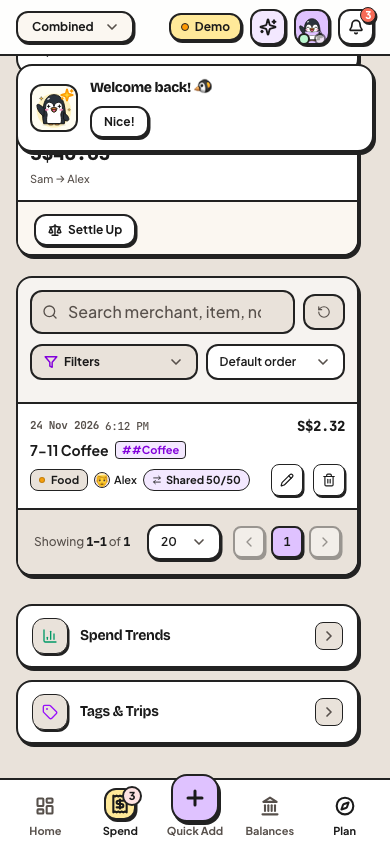 Combined
Demo
3
Welcome back!
Nice!
Sam → Alex
Settle Up
Search merchant, item, no
Filters
Default order
24 Nov 2026 6:12 PM
S$2.32
7-11 Coffee
##Coffee
Food
Alex
Shared 50/50
Showing 1–1 of 1
20
1
Spend Trends
Tags & Trips
3
Home
Spend
Quick Add
Balances
Plan